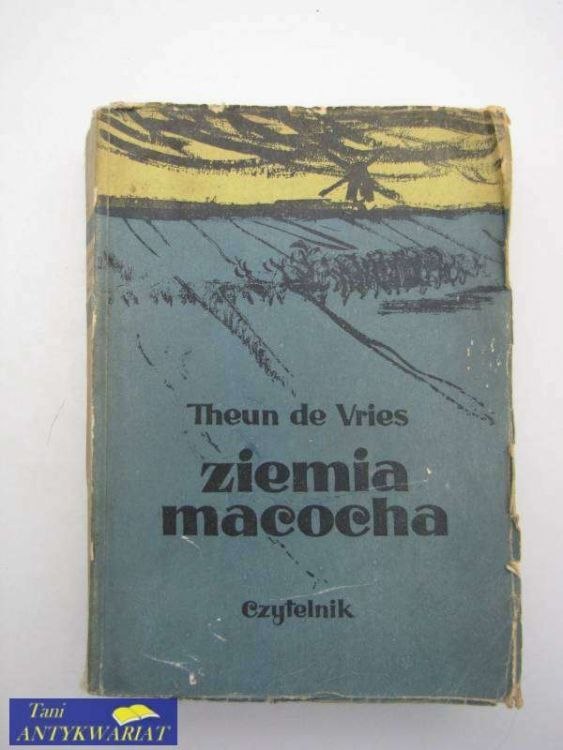 Theun de Vries
ziemia
macocha
Czytelnik
Tani
ANTYKWARIAT